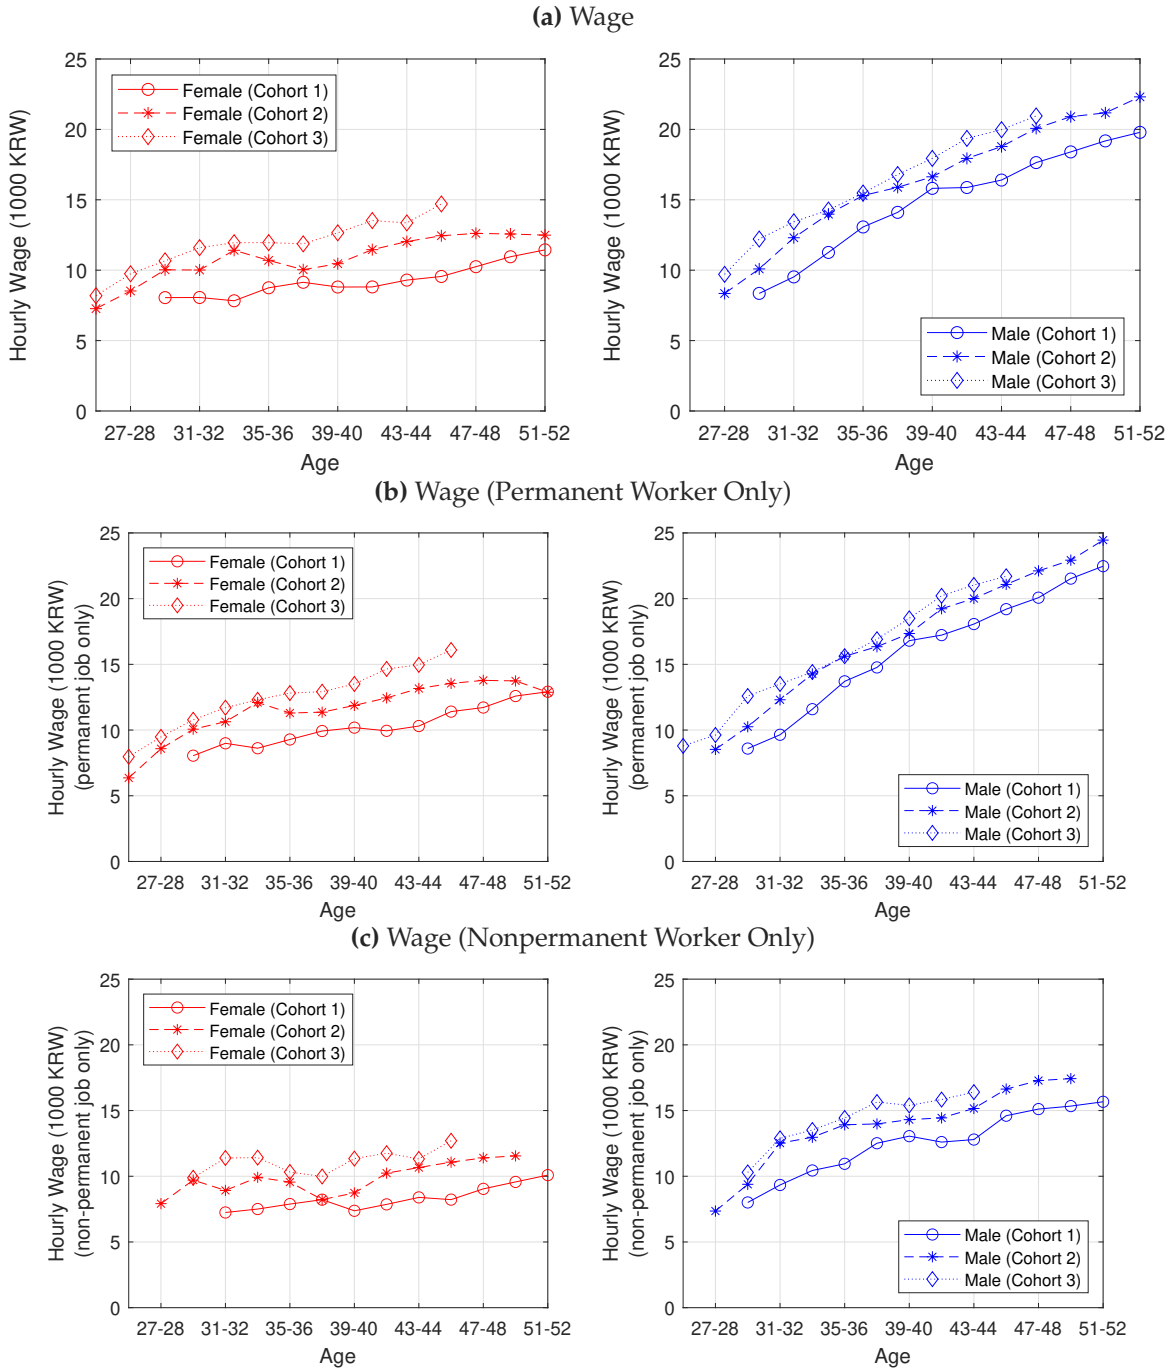 (a) Wage
Hourly Wage (1000 KRW)
25
20
15
10
5
0
Female (Cohort 1)
Female (Cohort 2)
Female (Cohort 3)
27-28 31-32 35-36 39-40 43-44 47-48 51-52
Age
Hourly Wage (1000 KRW)
25
20
15
10
5
0
Male (Cohort 1)
Male (Cohort 2)
Male (Cohort 3)
27-28 31-32 35-36 39-40 43-44 47-48 51-52
Age
(b) Wage (Permanent Worker Only)
Hourly Wage (1000 KRW)
(permanent job only)
25
20
15
10
5
0
Female (Cohort 1)
Female (Cohort 2)
Female (Cohort 3)
27-28 31-32 35-36 39-40 43-44 47-48 51-52
Age
Hourly Wage (1000 KRW)
(permanent job only)
25
20
15
10
5
0
Male (Cohort 1)
Male (Cohort 2)
Male (Cohort 3)
27-28 31-32 35-36 39-40 43-44 47-48 51-52
Age
(c) Wage (Nonpermanent Worker Only)
Hourly Wage (1000 KRW)
(non-permanent job only)
25
20
15
10
5
0
Female (Cohort 1)
Female (Cohort 2)
Female (Cohort 3)
27-28 31-32 35-36 39-40 43-44 47-48 51-52
Age
Hourly Wage (1000 KRW)
(non-permanent job only)
25
20
15
10
5
0
Male (Cohort 1)
Male (Cohort 2)
Male (Cohort 3)
27-28 31-32 35-36 39-40 43-44 47-48 51-52
Age